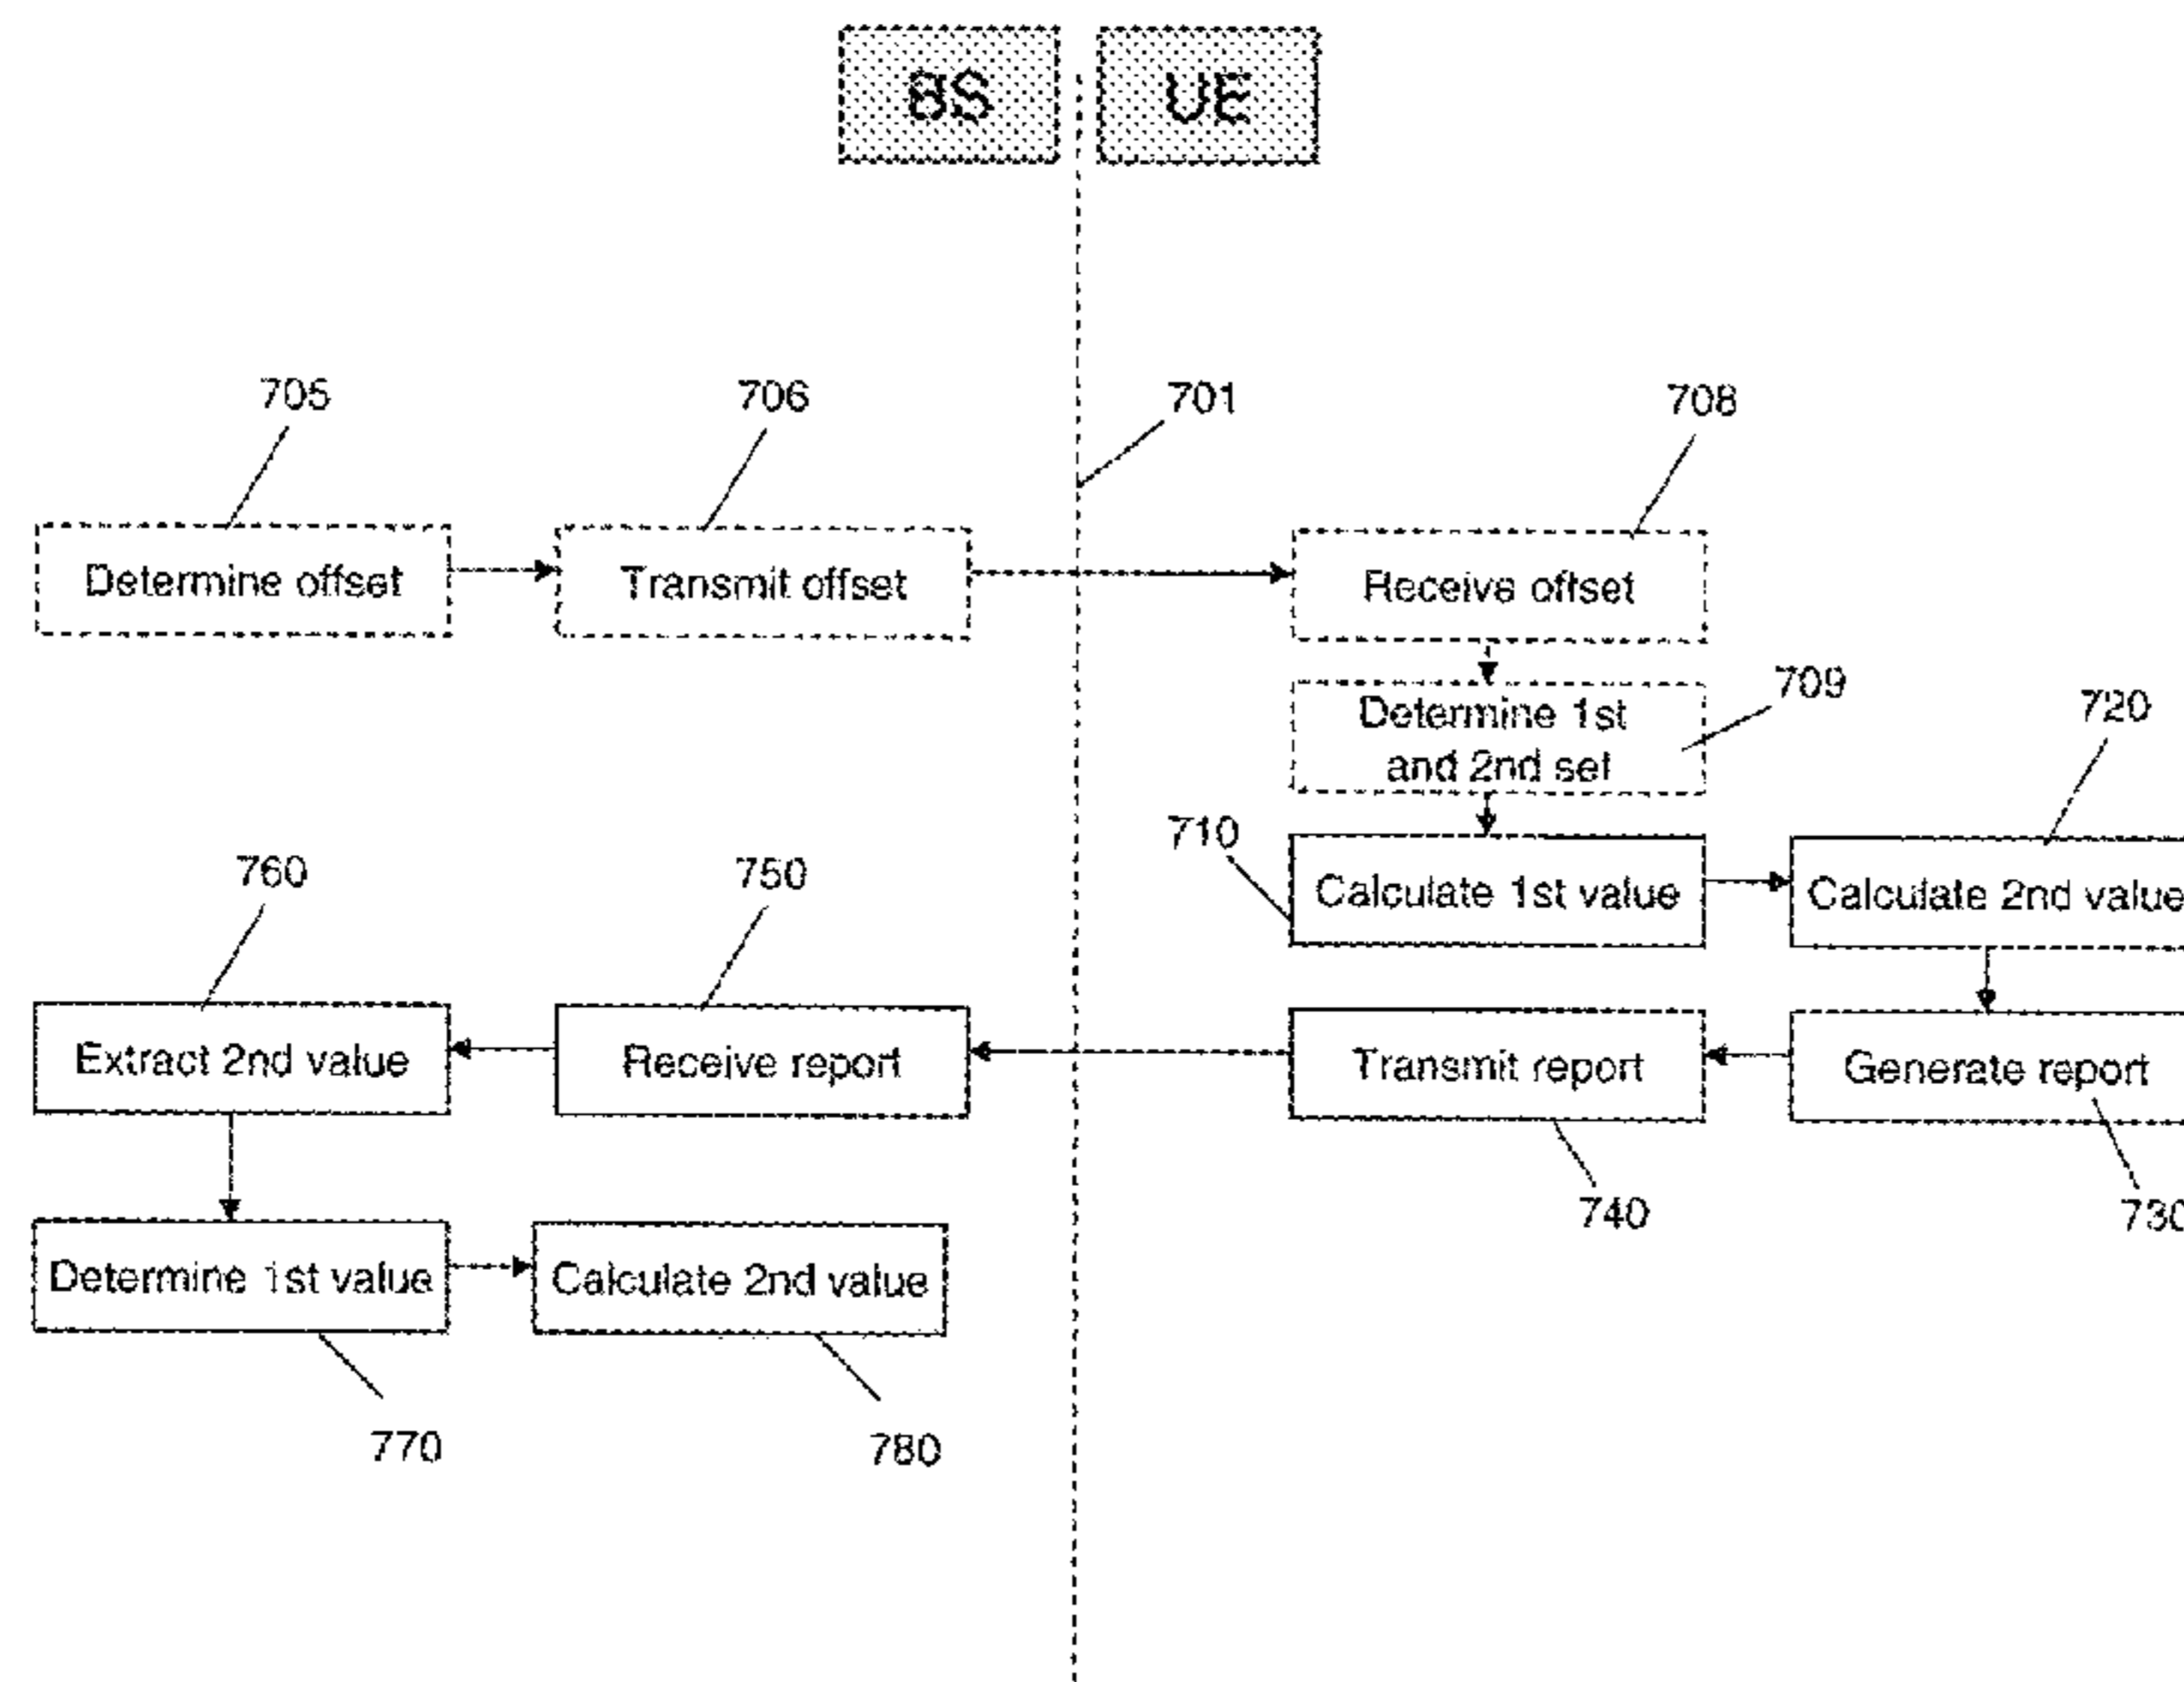 BS UE
705 706 701 708
Determine offset Transmit offset Receive offset
709
Determine 1st
and 2nd set
720
710
Calculate 1st value Calculate 2nd value
760 750
Extract 2nd value Receive report Transmit report Generate report
740 730
Determine 1st value Calculate 2nd value
770 780